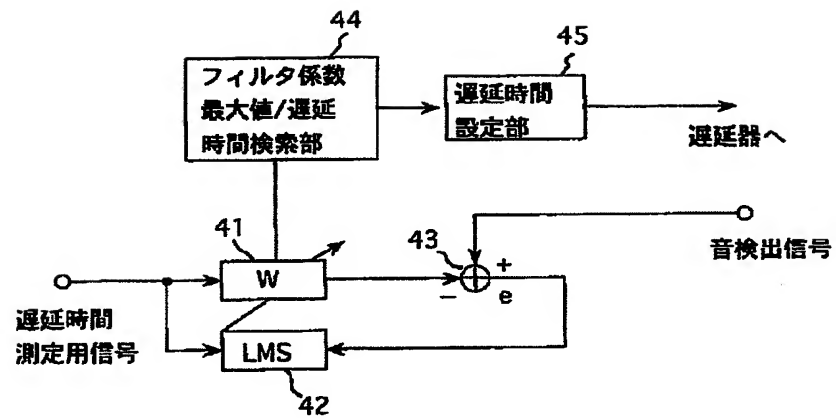 44
45
フィルタ係数
最大値/遅延
時間検索部
遅延時間
設定部
遅延器へ
41
43
W
+
音検出信号
−
e
遅延時間
測定用信号
LMS
42